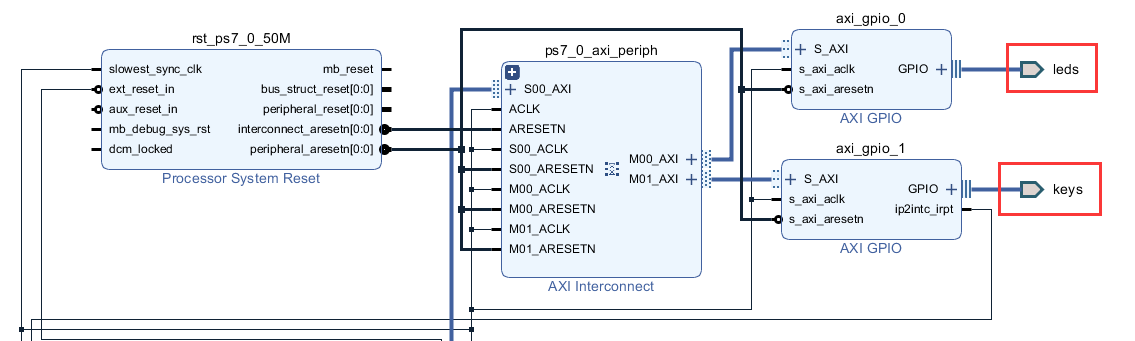 rst_ps7_0_50M
slowest_sync_clk
ext_reset_in
aux_reset_in
mb_debug_sys_rst
dcm_locked
mb_reset
bus_struct_reset[0:0]
peripheral_reset[0:0]
interconnect_aresetn[0:0]
peripheral_aresetn[0:0]
Processor System Reset
ps7_0_axi_periph
S00_AXI
ACLK
ARESETN
S00_ACLK
S00_ARESETN
M00_ACLK
M00_ARESETN
M01_ACLK
M01_ARESETN
M00_AXI
M01_AXI
AXI Interconnect
axi_gpio_0
S_AXI
s_axi_aclk
s_axi_aresetn
GPIO
AXI GPIO
leds
axi_gpio_1
S_AXI
s_axi_aclk
s_axi_aresetn
GPIO
ip2intc_irpt
AXI GPIO
keys